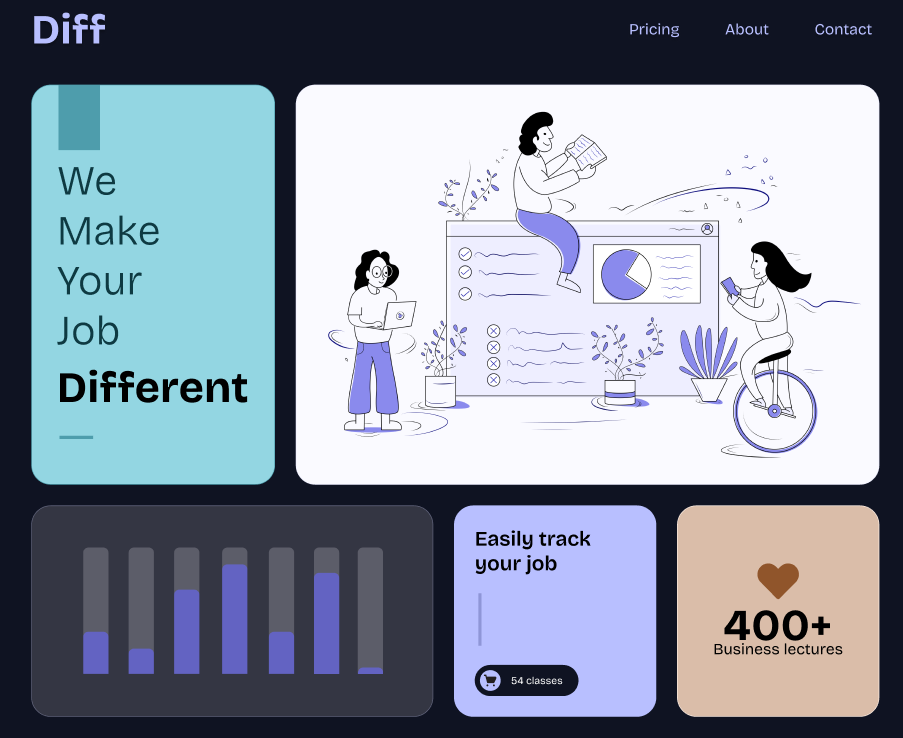 Diff
Pricing
About
Contact
We
Make
Your
Job
Different
Easily track
your job
54 classes
400+
Business lectures